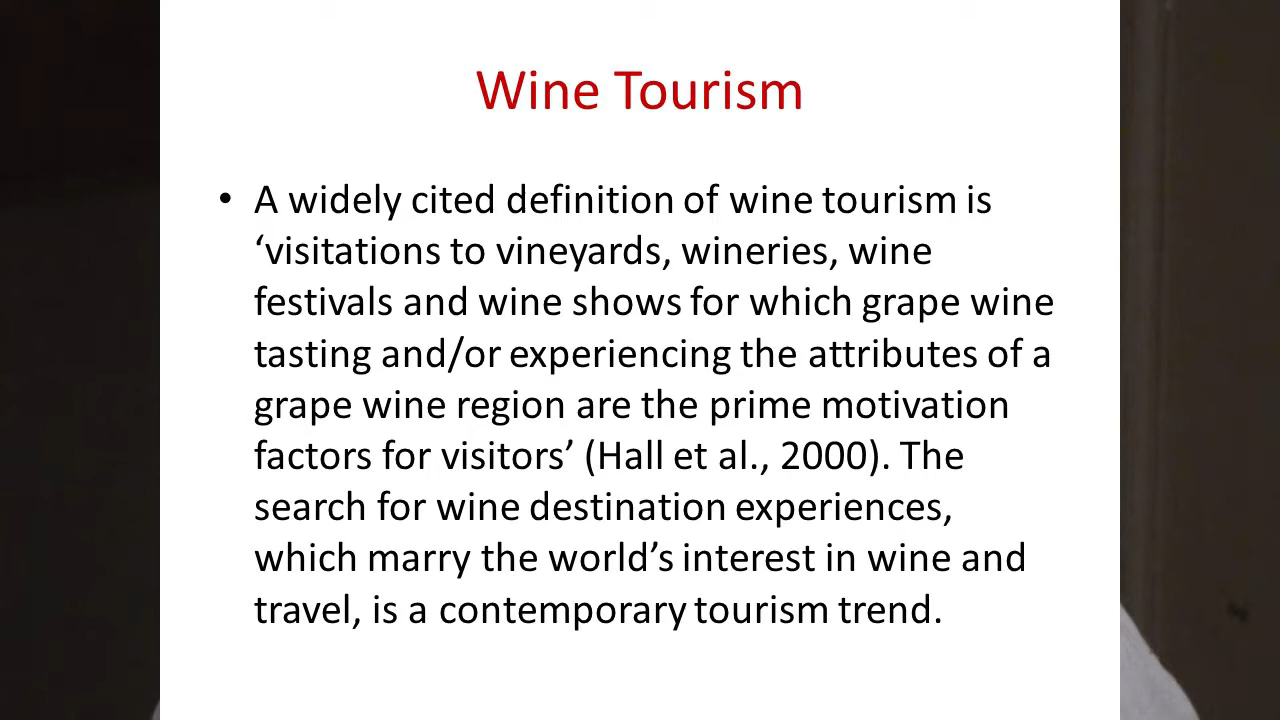 Wine Tourism
• A widely cited definition of wine tourism is
‘visitations to vineyards, wineries, wine
festivals and wine shows for which grape wine
tasting and/or experiencing the attributes of a
grape wine region are the prime motivation
factors for visitors’ (Hall et al., 2000). The
search for wine destination experiences,
which marry the world’s interest in wine and
travel, is a contemporary tourism trend.